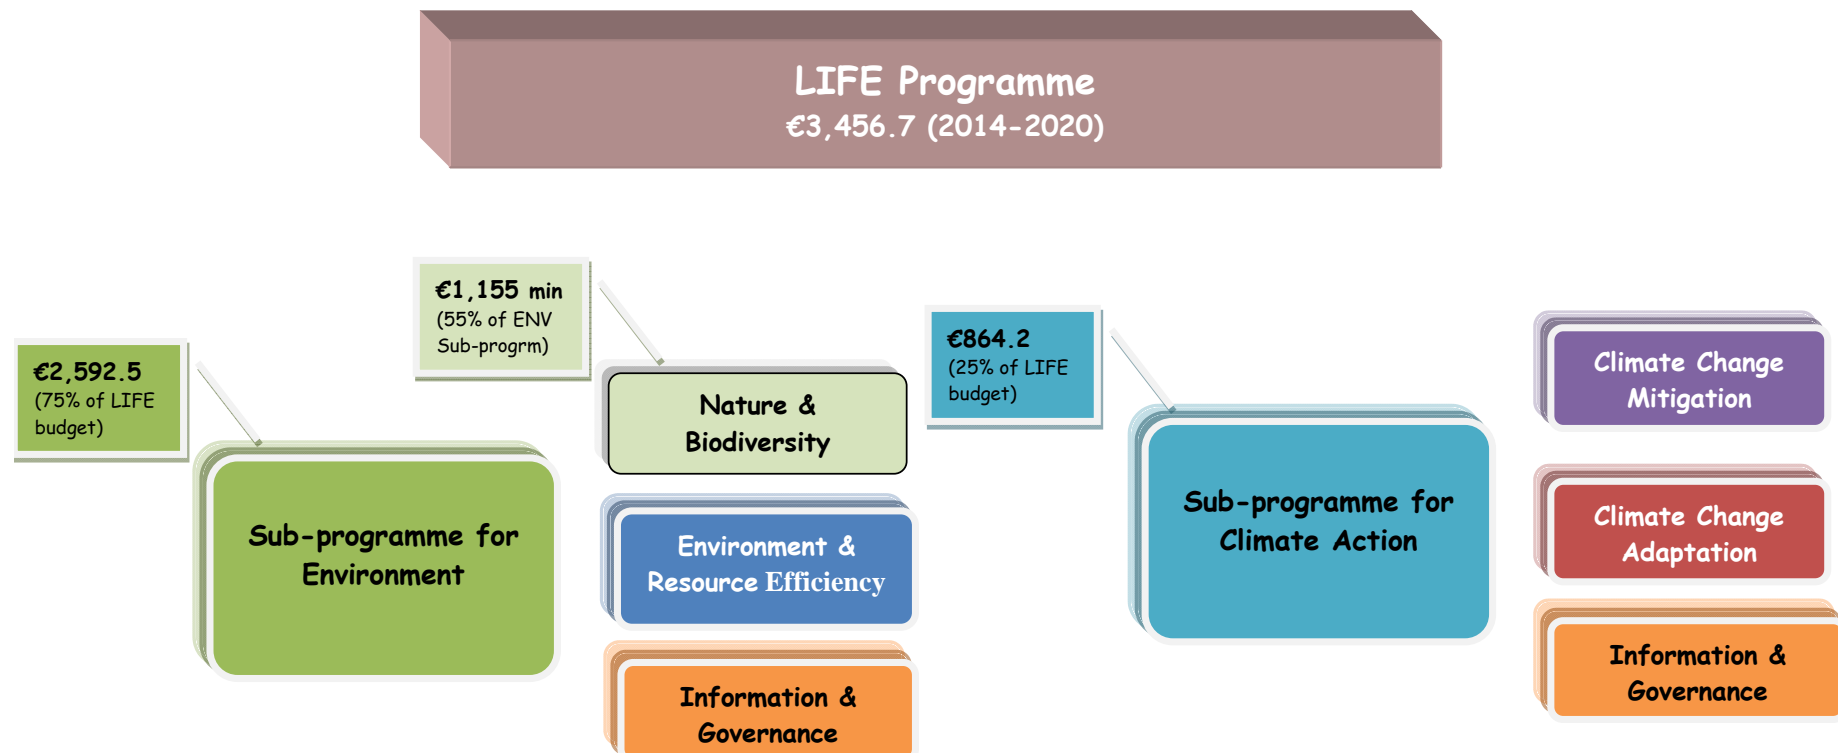 LIFE Programme
€3,456.7 (2014-2020)
€2,592.5
(75% of LIFE
budget)
Sub-programme for
Environment
€1,155 min
(55% of ENV
Sub-progrm)
Nature &
Biodiversity
Environment &
Resource Efficiency
Information &
Governance
€864.2
(25% of LIFE
budget)
Sub-programme for
Climate Action
Climate Change
Mitigation
Climate Change
Adaptation
Information &
Governance